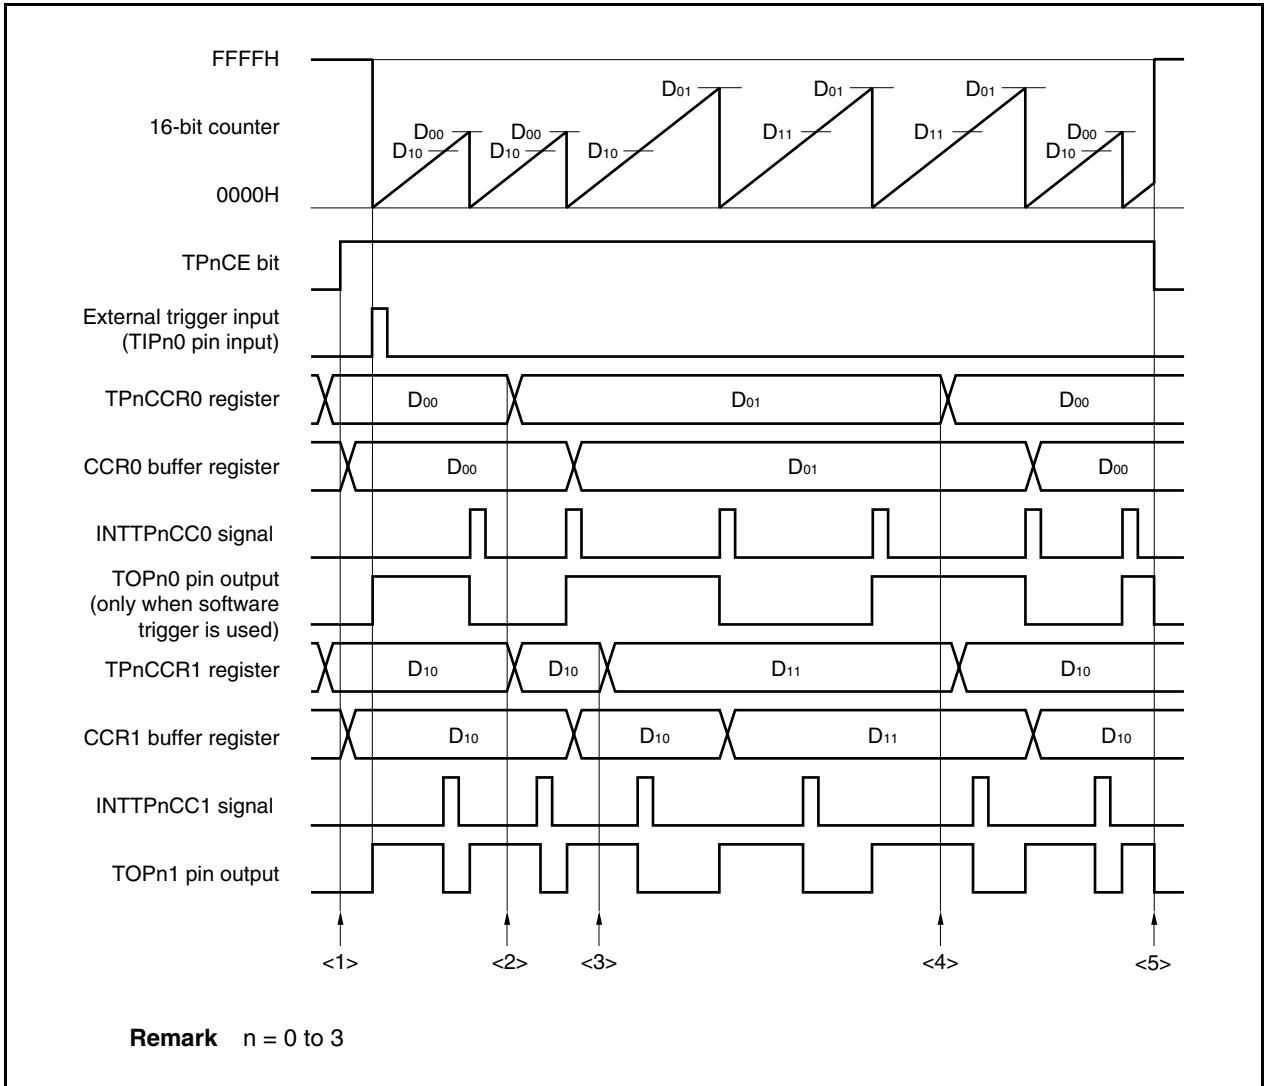 FFFFH
D01 D01 D01
16-bit counter
D00 D00 D11 D11 D00
D10 D10 D10 D10
0000H
TPnCE bit
External trigger input
(TIPn0 pin input)
TPnCCR0 register D00 D01 D00
CCR0 buffer register D00 D01 D00
INTTPnCC0 signal
TOPn0 pin output
(only when software
trigger is used)
TPnCCR1 register D10 D10 D11 D10
CCR1 buffer register D10 D10 D11 D10
INTTPnCC1 signal
TOPn1 pin output
<1> <2> <3> <4> <5>
Remark n = 0 to 3